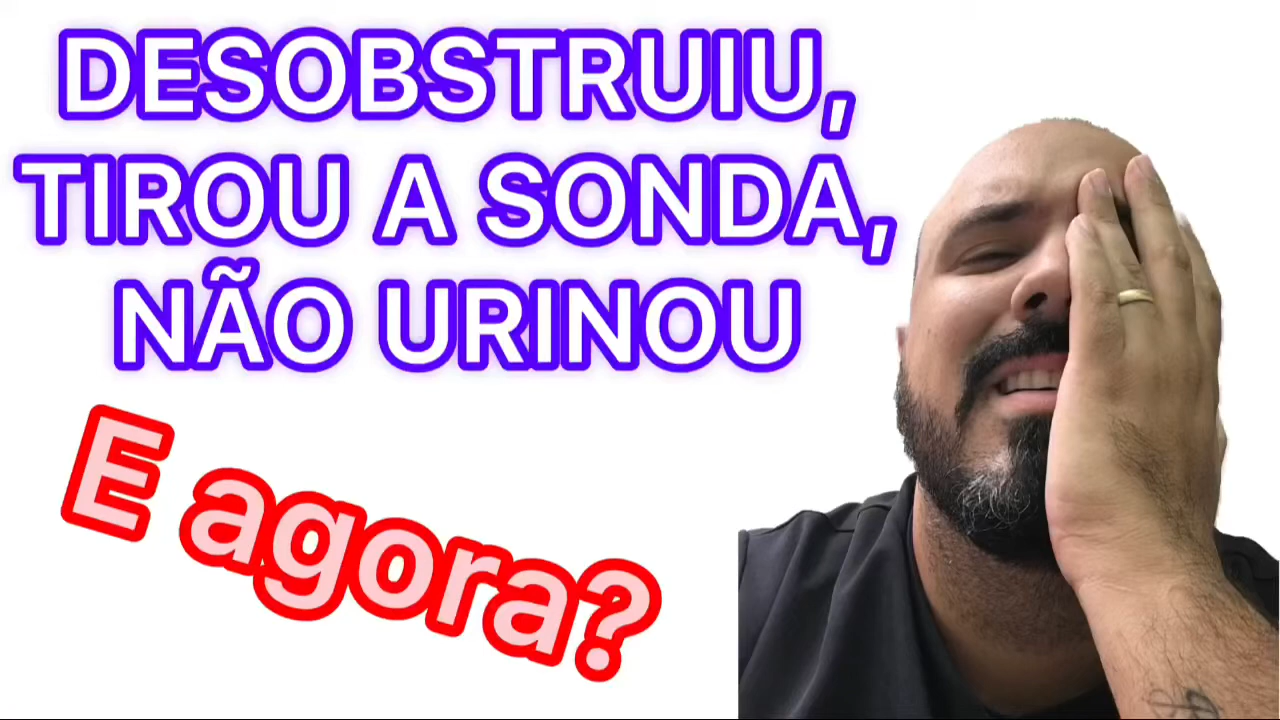 DESOBSTRUIU,
TIROU A SONDA,
NÃO URINOU
E agora?